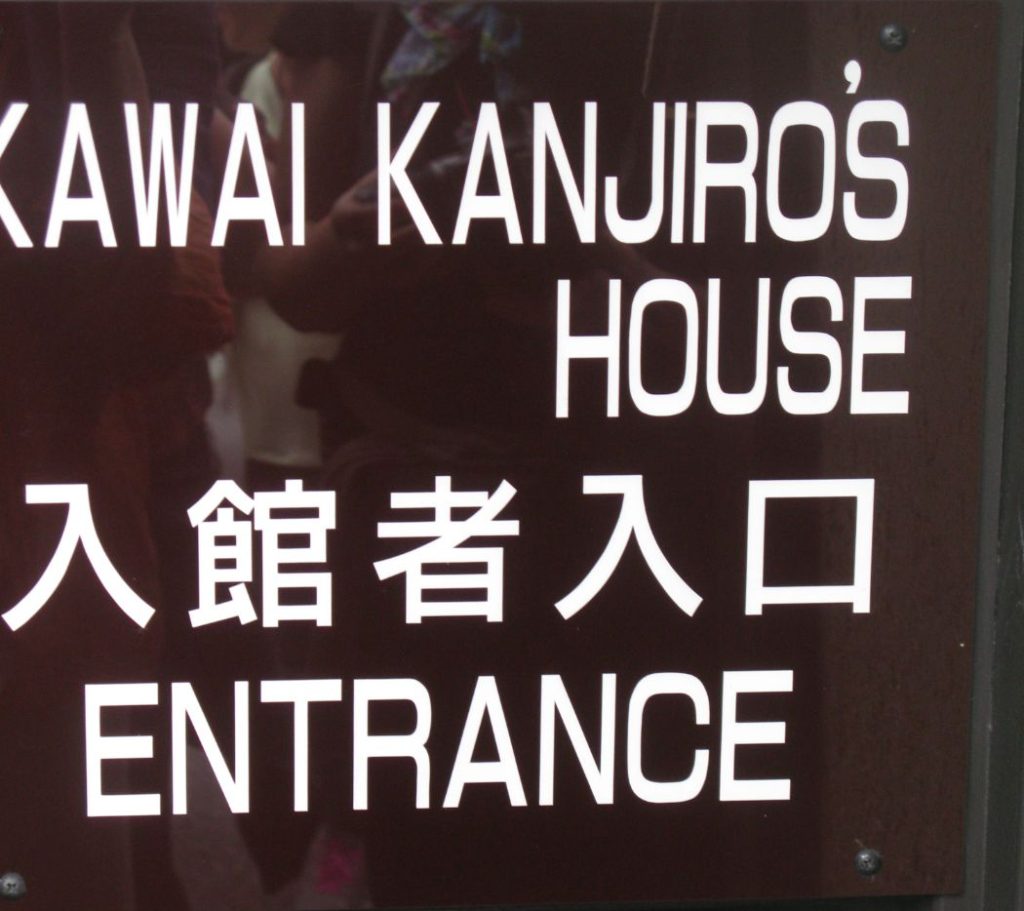 KAWAI KANJIRO'S
HOUSE
入館者入口
ENTRANCE